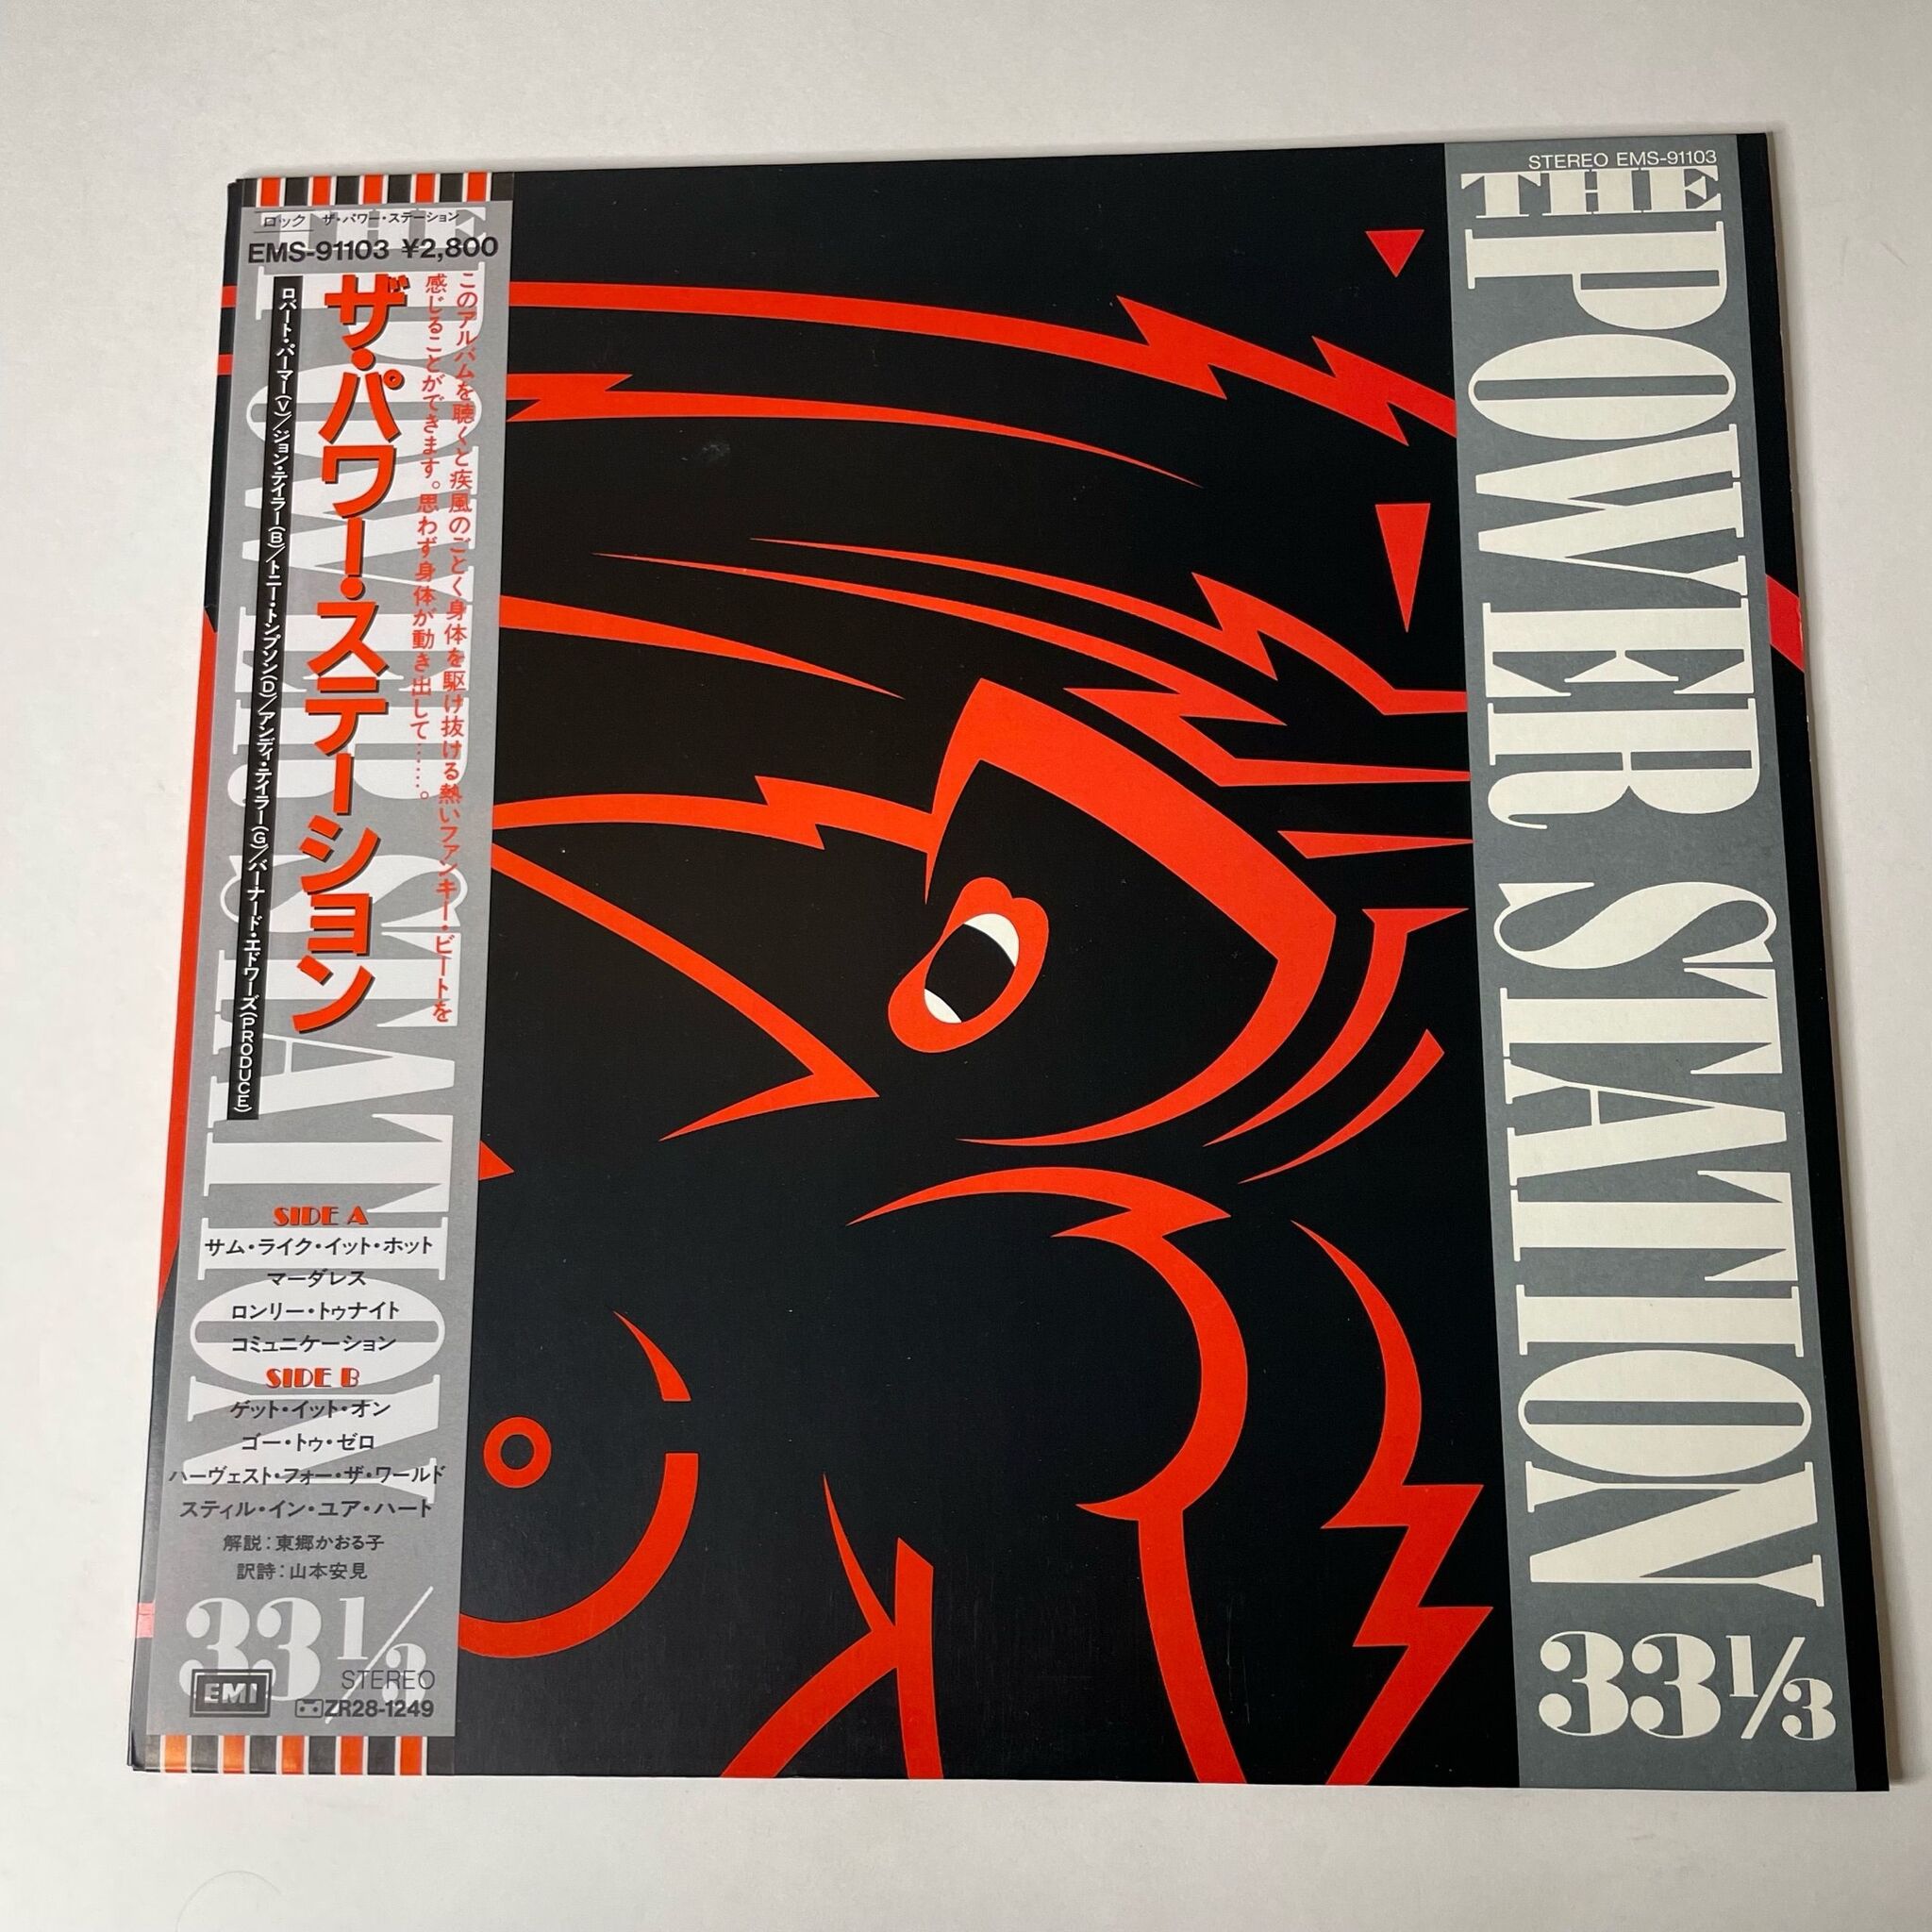 ロック ザ・パワー・ステーション
EMS-91103 ¥2,800
このアルバムを聴くと疾風のごとく身体を駆け抜ける熱いファンキー・ビートを
感じることができます。思わず身体が動き出して……。
ザ・パワー・ステーション
ロバート・パーマー(V)/ジョン・テイラー(B)/トニー・トンプソン(D)/アンディ・テイラー(G)/バーナード・エドワーズ(PRODUCE)
THE POWER STATION
SIDE A
サム・ライク・イット・ホット
マーダレス
ロンリー・トゥナイト
コミュニケーション
SIDE B
ゲット・イット・オン
ゴー・トゥ・ゼロ
ハーヴェスト・フォー・ザ・ワールド
スティル・イン・ユア・ハート
解説:東郷かおる子
訳詩:山本安見
33 1/3
EMI
STEREO
ZR28-1249
STEREO EMS-91103
THE POWER STATION 33 1/3